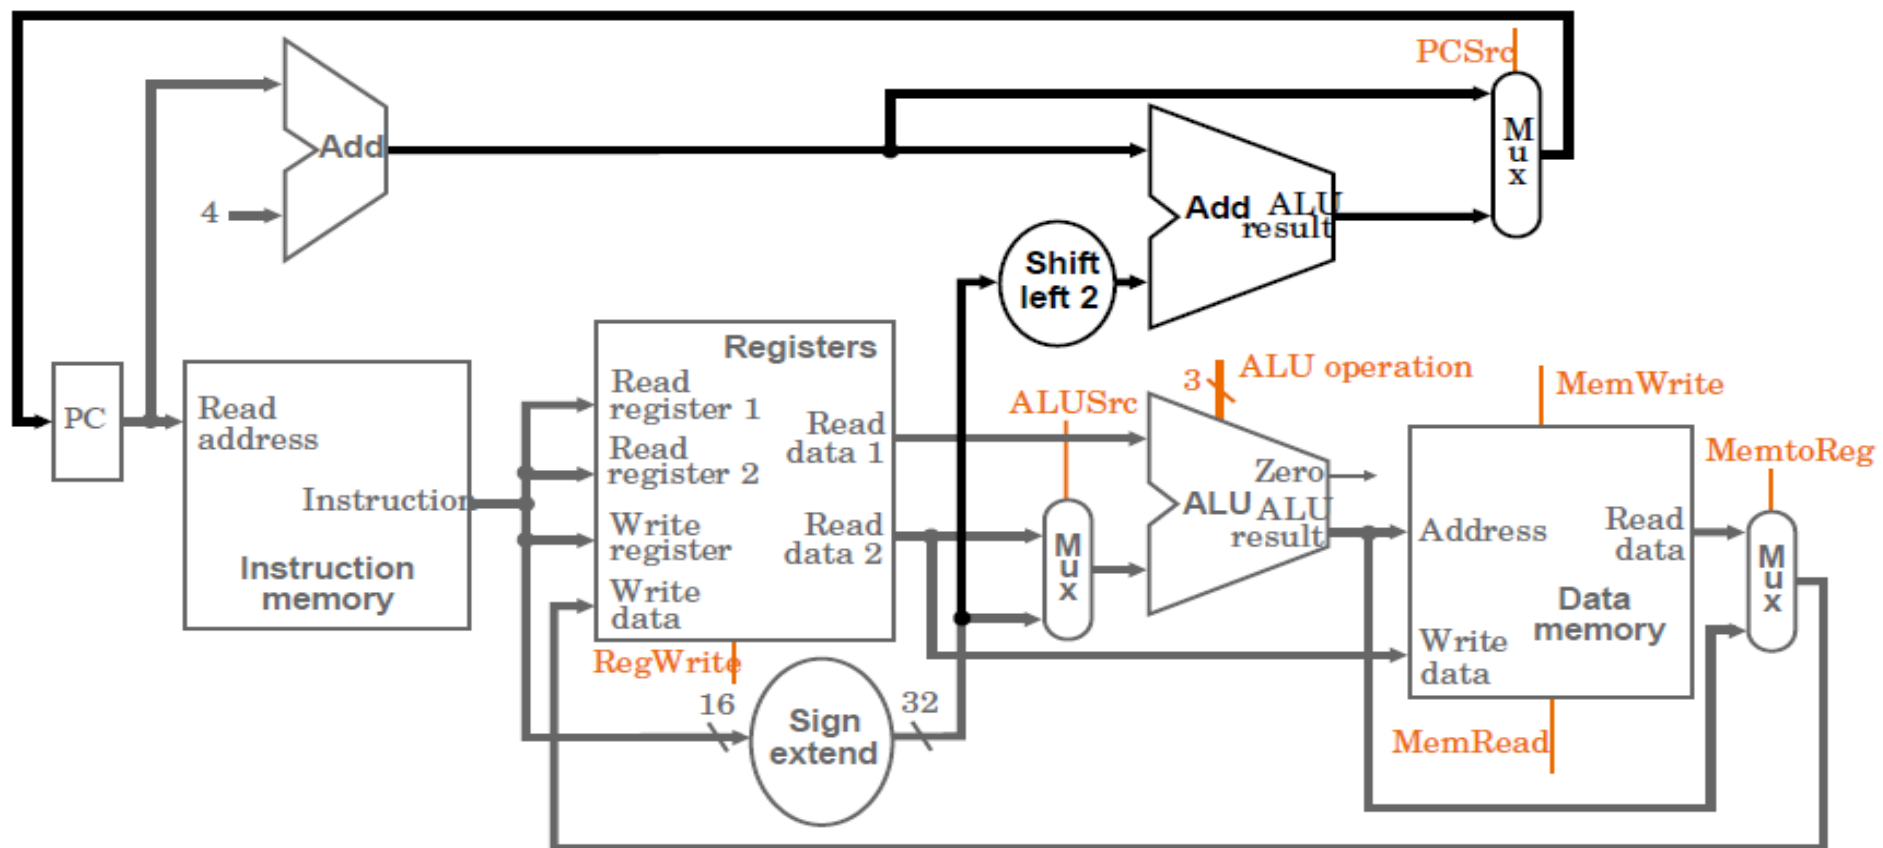 PCSrc
M
u
x
Add
Add
ALU
result
4
Shift
left 2
Registers
Read
register 1
Read
data 1
Read
register 2
Write
register
Read
data 2
Write
data
RegWrite
PC
Read
address
Instruction
Instruction
memory
16
Sign
extend
32
ALUSrc
M
u
x
3
ALU operation
Zero
ALU
ALU
result
MemWrite
Address
Read
data
Data
memory
Write
data
MemRead
MemtoReg
M
u
x